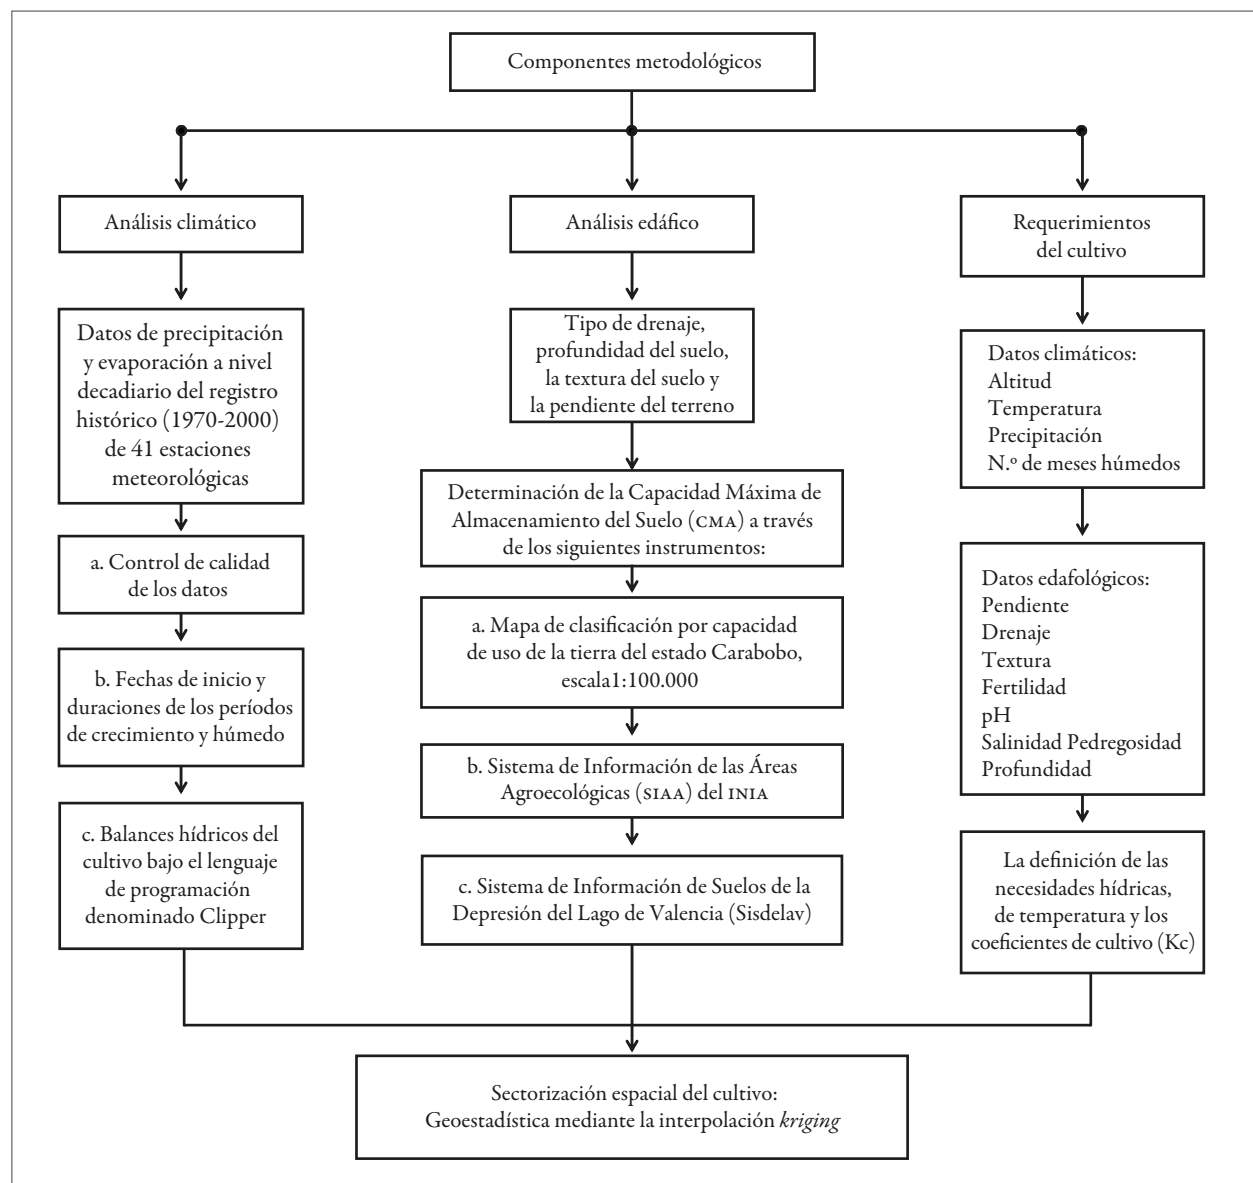 Componentes metodológicos
Análisis climático
Datos de precipitación
y evaporación a nivel
decadiario del registro
histórico (1970-2000)
de 41 estaciones
meteorológicas
a. Control de calidad
de los datos
b. Fechas de inicio y
duraciones de los períodos
de crecimiento y húmedo
c. Balances hídricos del
cultivo bajo el lenguaje
de programación
denominado Clipper
Análisis edáfico
Tipo de drenaje,
profundidad del suelo,
la textura del suelo y
la pendiente del terreno
Determinación de la Capacidad Máxima de
Almacenamiento del Suelo (CMA) a través
de los siguientes instrumentos:
a. Mapa de clasificación por capacidad
de uso de la tierra del estado Carabobo,
escala1:100.000
b. Sistema de Información de las Áreas
Agroecológicas (SIAA) del INIA
c. Sistema de Información de Suelos de la
Depresión del Lago de Valencia (Sisdelav)
Requerimientos
del cultivo
Datos climáticos:
Altitud
Temperatura
Precipitación
N.º de meses húmedos
Datos edafológicos:
Pendiente
Drenaje
Textura
Fertilidad
pH
Salinidad Pedregosidad
Profundidad
La definición de las
necesidades hídricas,
de temperatura y los
coeficientes de cultivo (Kc)
Sectorización espacial del cultivo:
Geoestadística mediante la interpolación kriging